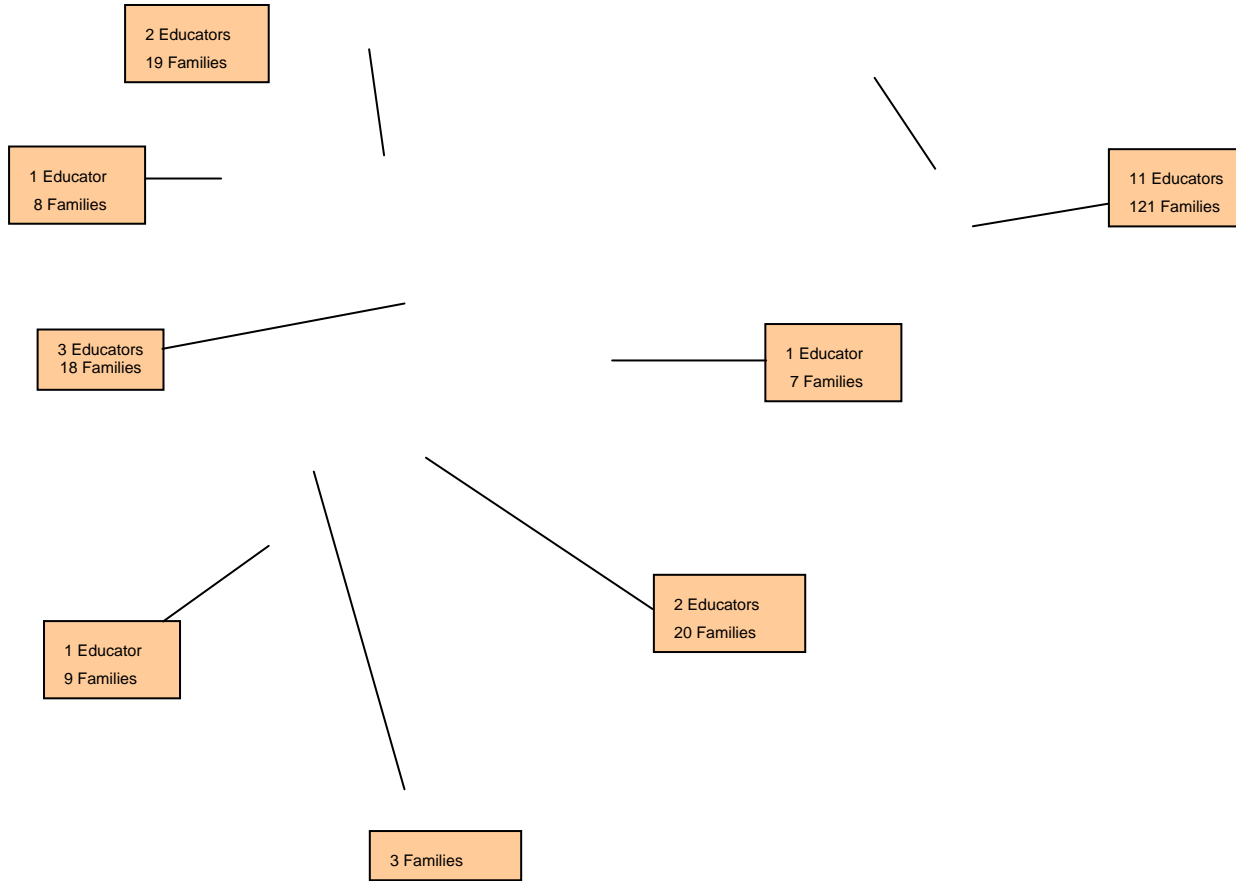 2 Educators
19 Families
1 Educator
8 Families
11 Educators
121 Families
3 Educators
18 Families
1 Educator
7 Families
2 Educators
20 Families
1 Educator
9 Families
3 Families